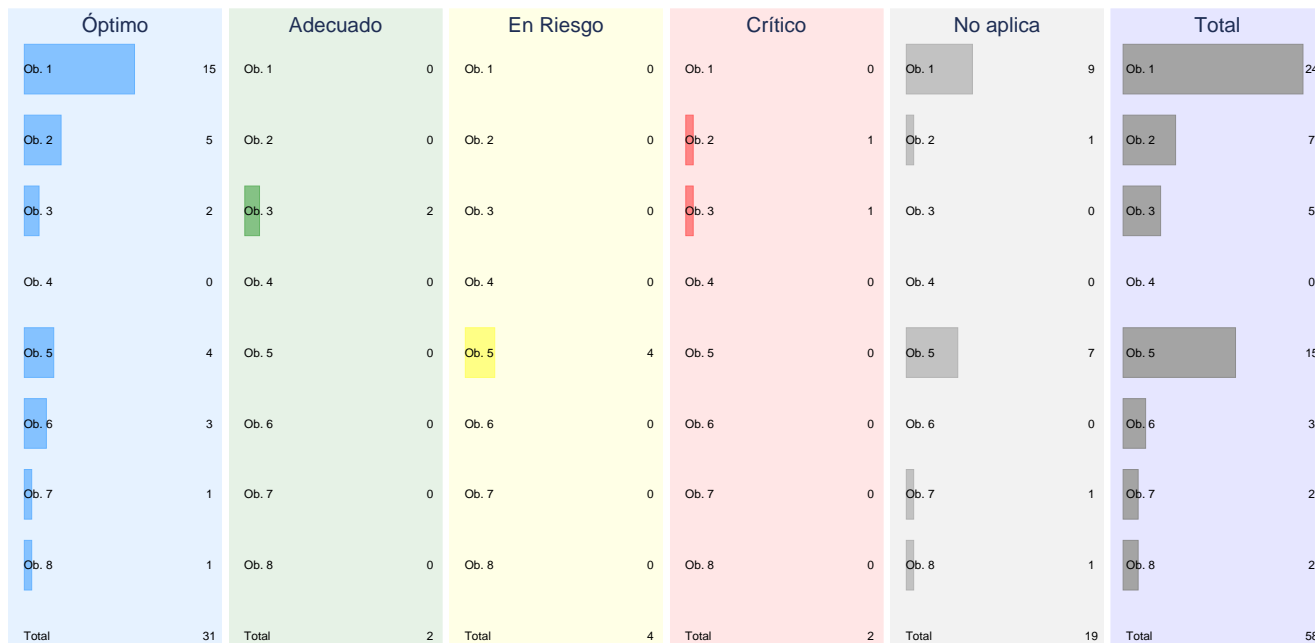 Óptimo Adecuado En Riesgo Crítico No aplica Total
Ob. 1 15 Ob. 1 0 Ob. 1 0 Ob. 1 0 Ob. 1 9 Ob. 1 24
Ob. 2 5 Ob. 2 0 Ob. 2 0 Ob. 2 1 Ob. 2 1 Ob. 2 7
Ob. 3 2 Ob. 3 2 Ob. 3 0 Ob. 3 1 Ob. 3 0 Ob. 3 5
Ob. 4 0 Ob. 4 0 Ob. 4 0 Ob. 4 0 Ob. 4 0 Ob. 4 0
Ob. 5 4 Ob. 5 0 Ob. 5 4 Ob. 5 0 Ob. 5 7 Ob. 5 15
Ob. 6 3 Ob. 6 0 Ob. 6 0 Ob. 6 0 Ob. 6 0 Ob. 6 3
Ob. 7 1 Ob. 7 0 Ob. 7 0 Ob. 7 0 Ob. 7 1 Ob. 7 2
Ob. 8 1 Ob. 8 0 Ob. 8 0 Ob. 8 0 Ob. 8 1 Ob. 8 2
Total 31 Total 2 Total 4 Total 2 Total 19 Total 58